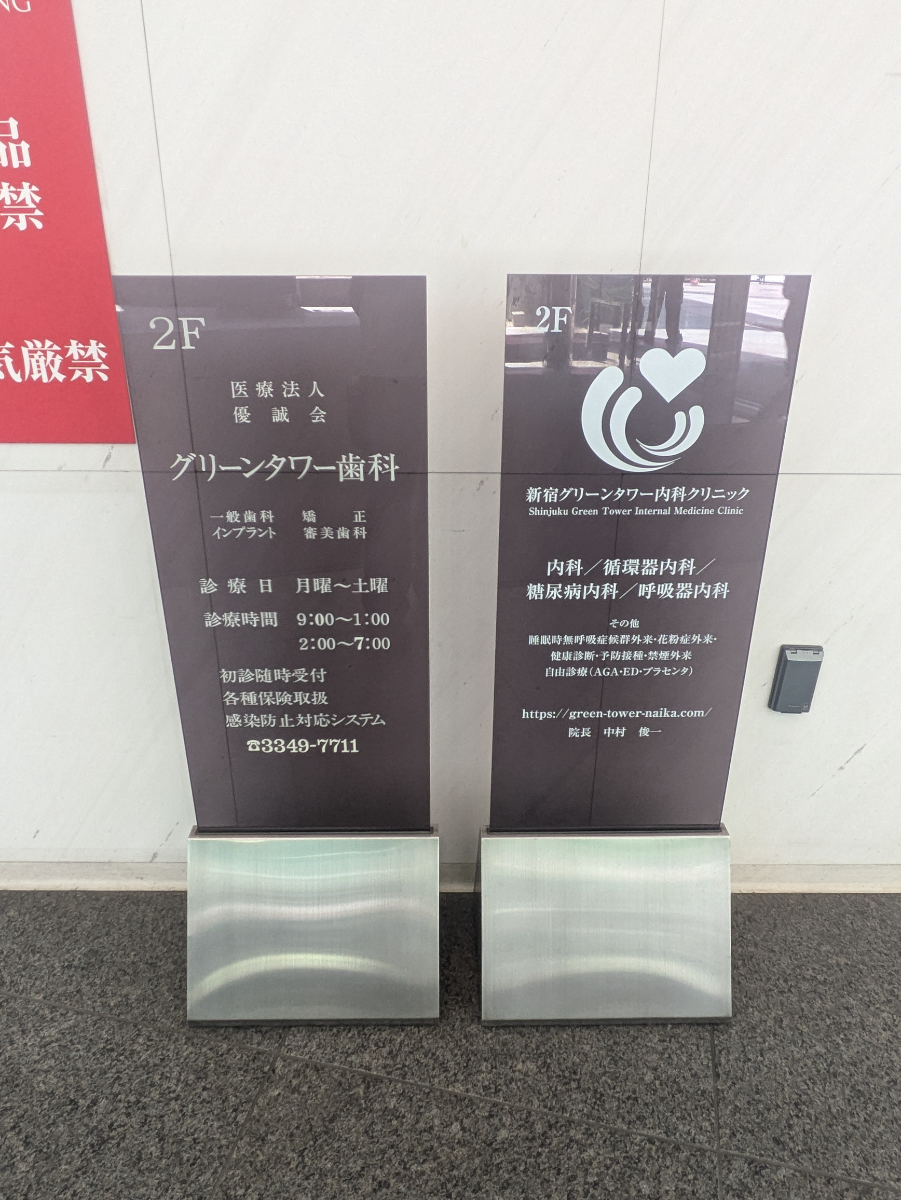 NG
品
禁
気厳禁
2F
医療法人
優誠会
グリーンタワー歯科
一般歯科 矯正
インプラント 審美歯科
診療日 月曜〜土曜
診療時間 9:00〜1:00
2:00〜7:00
初診随時受付
各種保険取扱
感染防止対応システム
☎3349-7711
2F
新宿グリーンタワー内科クリニック
Shinjuku Green Tower Internal Medicine Clinic
内科／循環器内科／
糖尿病内科／呼吸器内科
その他
睡眠時無呼吸症候群外来・花粉症外来・
健康診断・予防接種・禁煙外来
自由診療（AGA・ED・プラセンタ）
https://green-tower-naika.com/
院長 中村 俊一